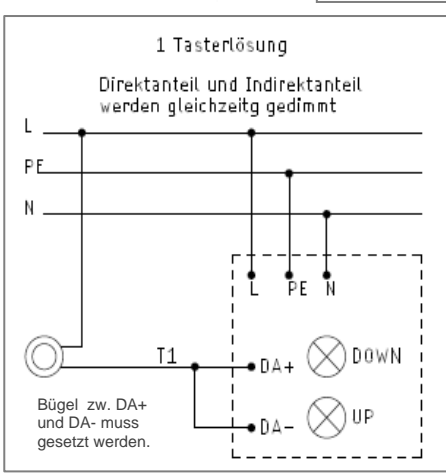 1 Tasterlösung
Direktanteil und Indirektanteil
werden gleichzeitg gedimmt
L
PE
N
L PE N
T1
DA+ DOWN
DA- UP
Bügel zw. DA+
und DA- muss
gesetzt werden.